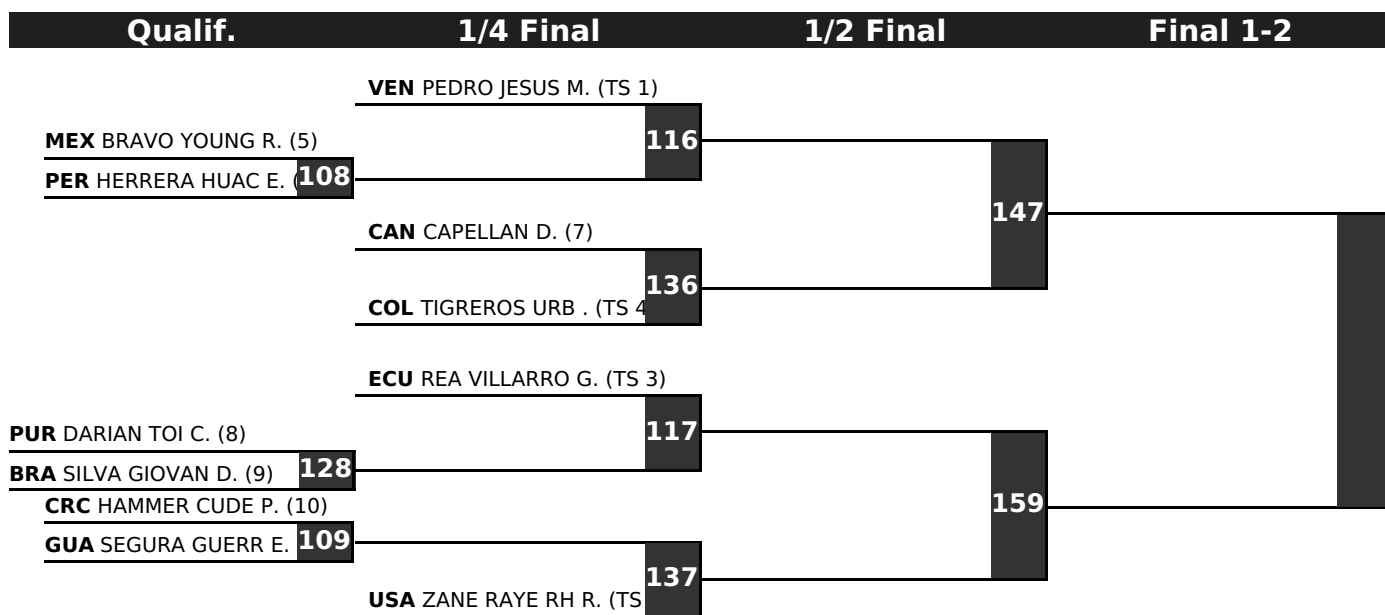 Qualif. 1/4 Final 1/2 Final Final 1-2
VEN PEDRO JESUS M. (TS 1)
MEX BRAVO YOUNG R. (5)
116
PER HERRERA HUAC E. (
108
147
CAN CAPELLAN D. (7)
136
COL TIGREROS URB . (TS 4
ECU REA VILLARRO G. (TS 3)
117
PUR DARIAN TOI C. (8)
BRA SILVA GIOVAN D. (9)
128
CRC HAMMER CUDE P. (10)
159
GUA SEGURA GUERR E.
109
137
USA ZANE RAYE RH R. (TS